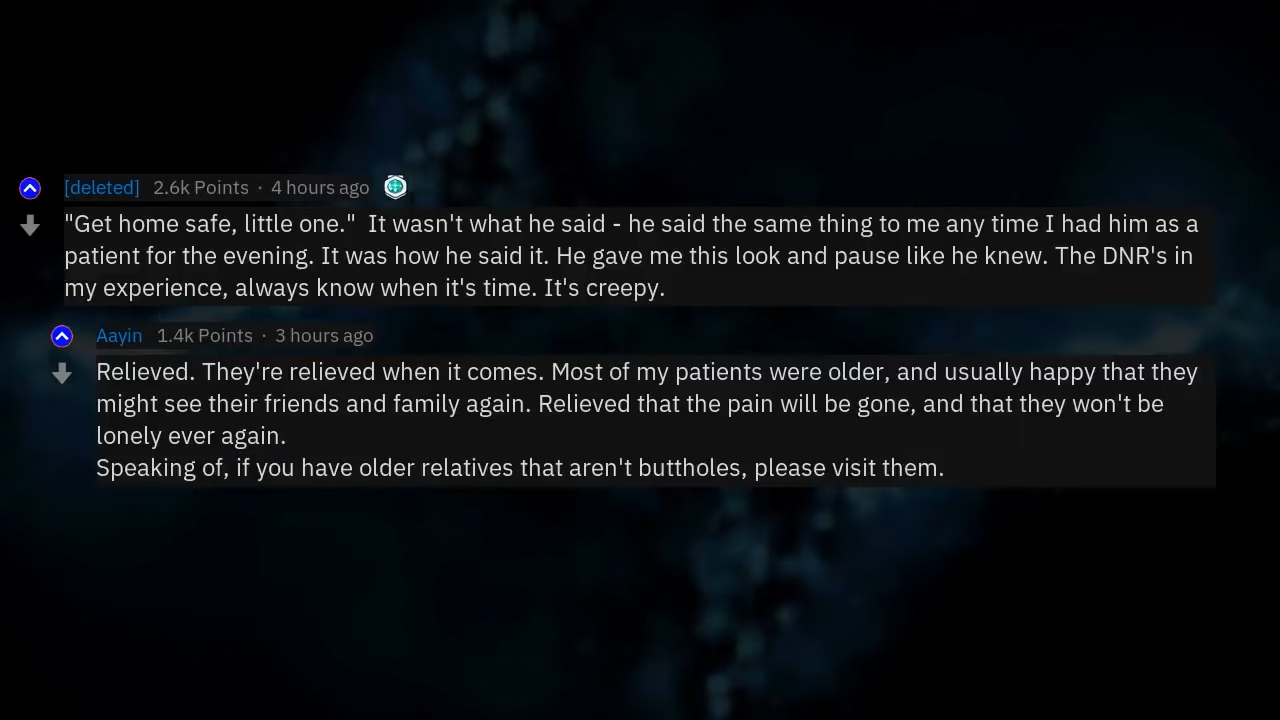 [deleted] 2.6k Points · 4 hours ago
"Get home safe, little one."  It wasn't what he said - he said the same thing to me any time I had him as a
patient for the evening. It was how he said it. He gave me this look and pause like he knew. The DNR's in
my experience, always know when it's time. It's creepy.
Aayin 1.4k Points · 3 hours ago
Relieved. They're relieved when it comes. Most of my patients were older, and usually happy that they
might see their friends and family again. Relieved that the pain will be gone, and that they won't be
lonely ever again.
Speaking of, if you have older relatives that aren't buttholes, please visit them.